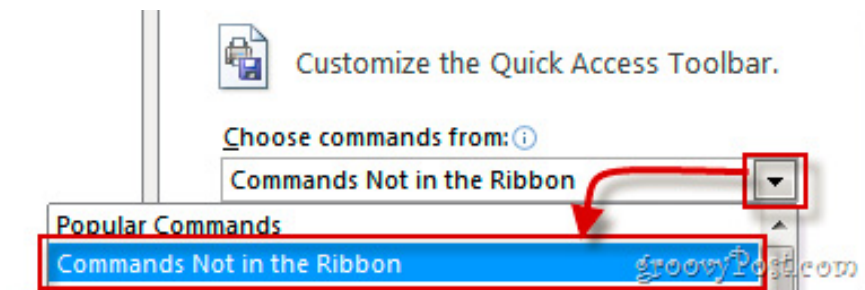 Customize the Quick Access Toolbar.
Choose commands from:
Commands Not in the Ribbon
Popular Commands
Commands Not in the Ribbon
groovyPost.com